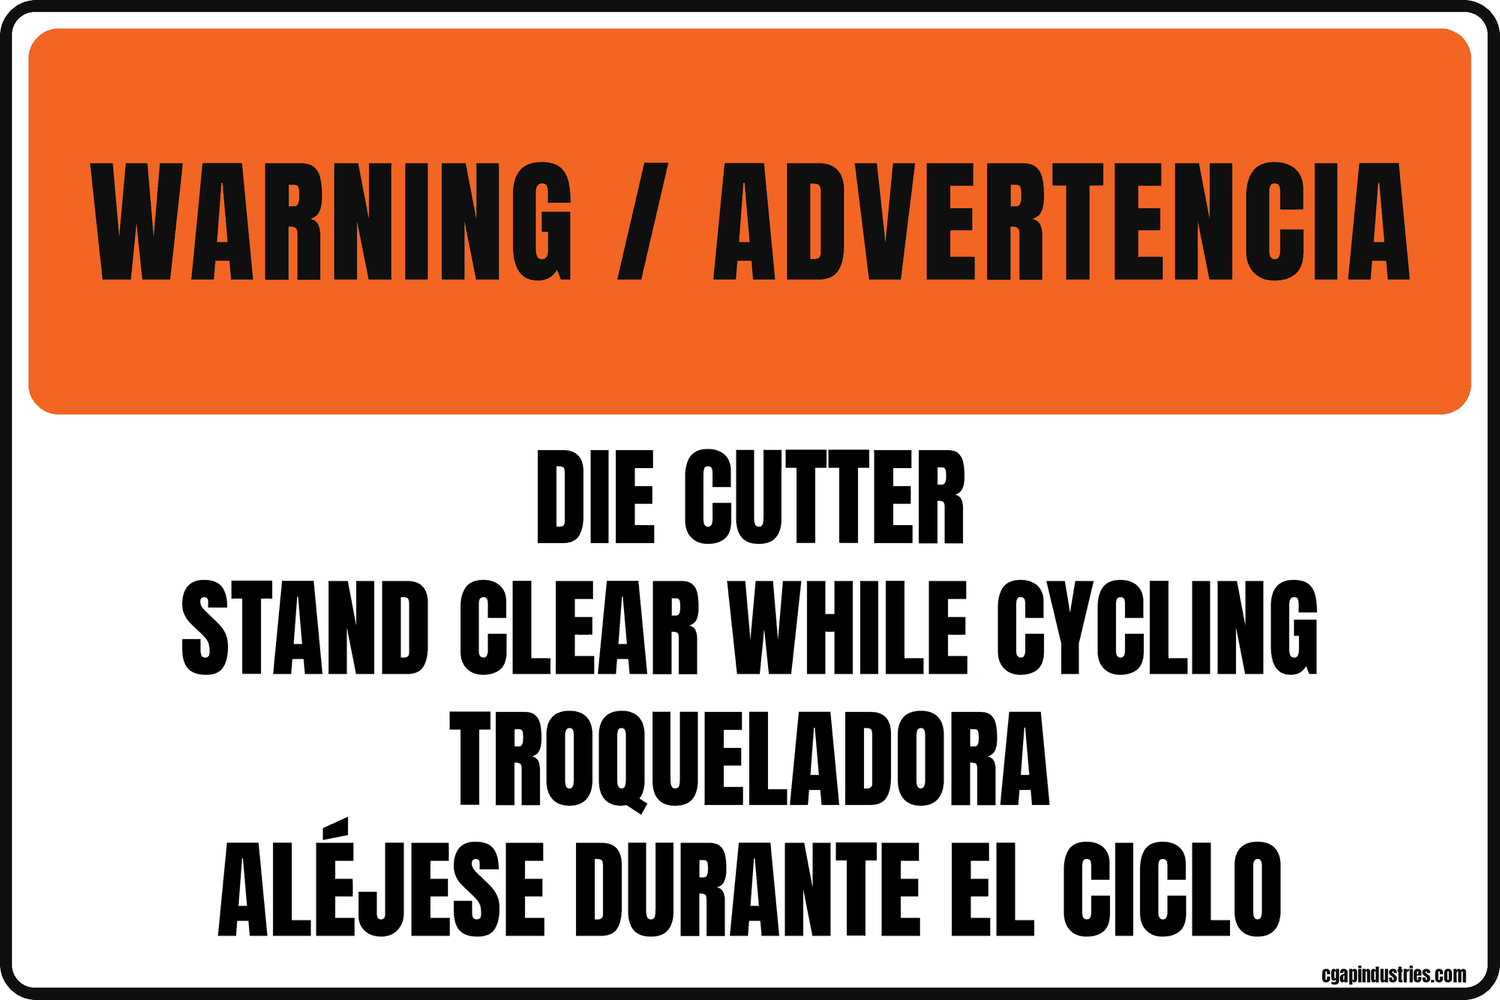 WARNING / ADVERTENCIA
DIE CUTTER
STAND CLEAR WHILE CYCLING
TROQUELADORA
ALÉJESE DURANTE EL CICLO
cgapindustries.com